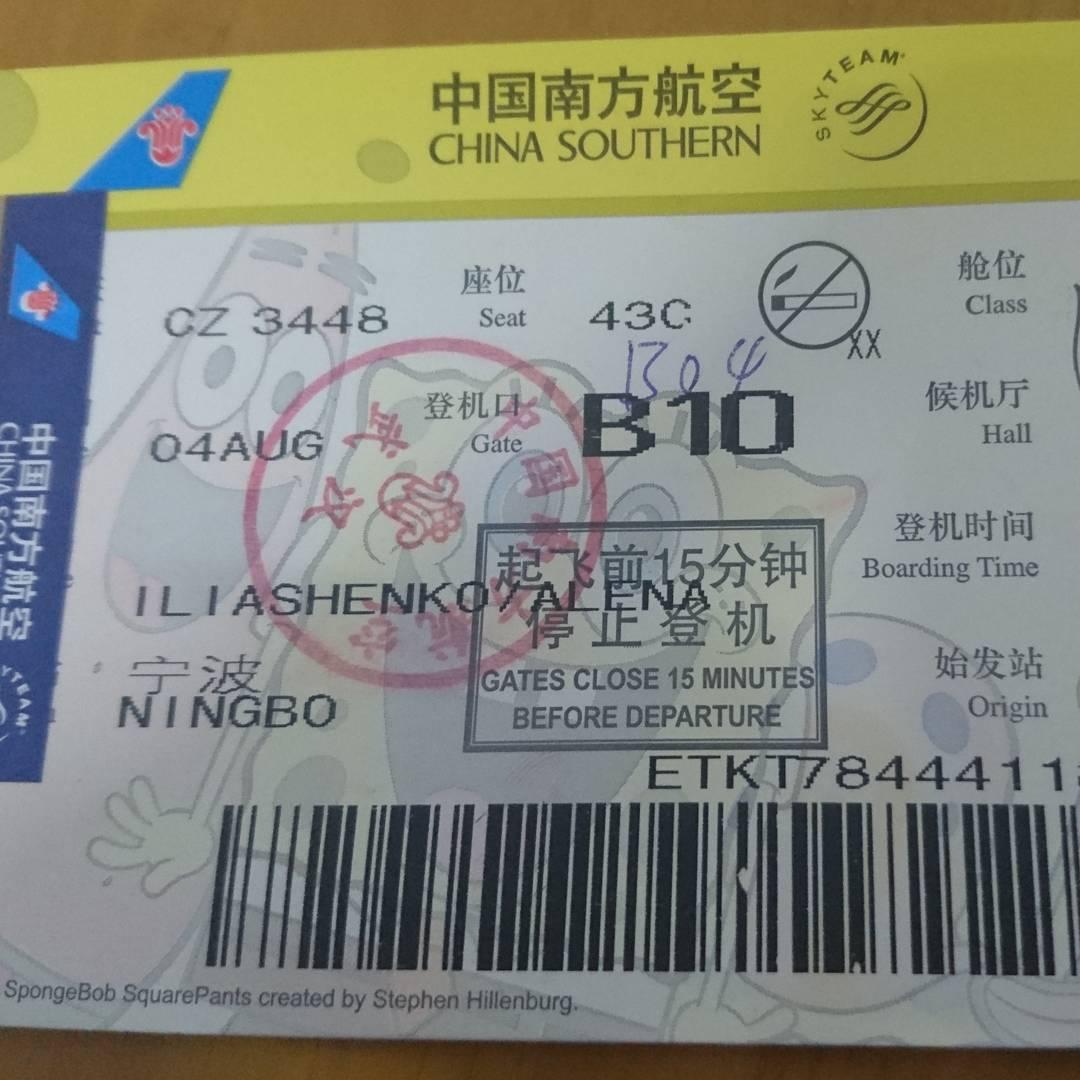 中国南方航空
CHINA SOUTHERN
SKYTEAM
座位
Seat
舱位
Class
CZ 3448
43C
XX
B04
登机口
Gate
候机厅
Hall
04AUG
B10
登机时间
Boarding Time
起飞前15分钟
停止登机
GATES CLOSE 15 MINUTES
BEFORE DEPARTURE
ILIASHENKO/ALENA
宁波
NINGBO
始发站
Origin
ETKT7844411
中国南方航空
SpongeBob SquarePants created by Stephen Hillenburg.